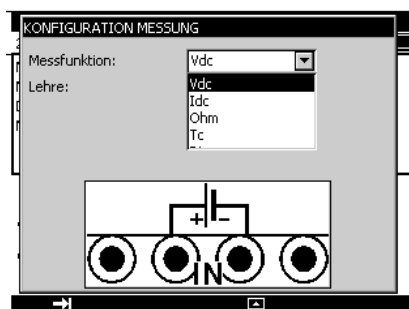 KONFIGURATION MESSUNG
Messfunktion:
Vdc
Lehre:
Vdc
Idc
Ohm
Tc
+ -
IN